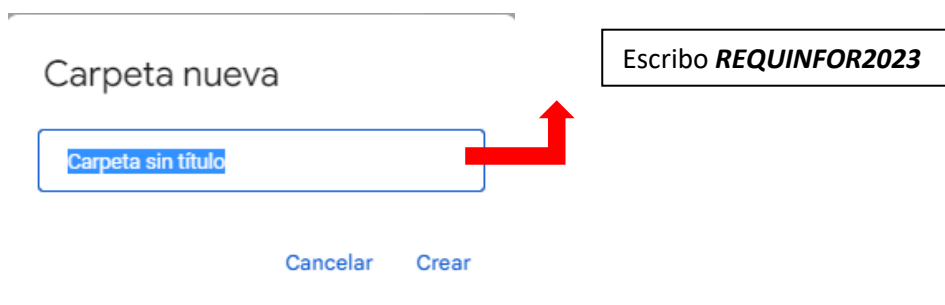 Carpeta nueva
Escribo REQUINFOR2023
Carpeta sin título
Cancelar Crear